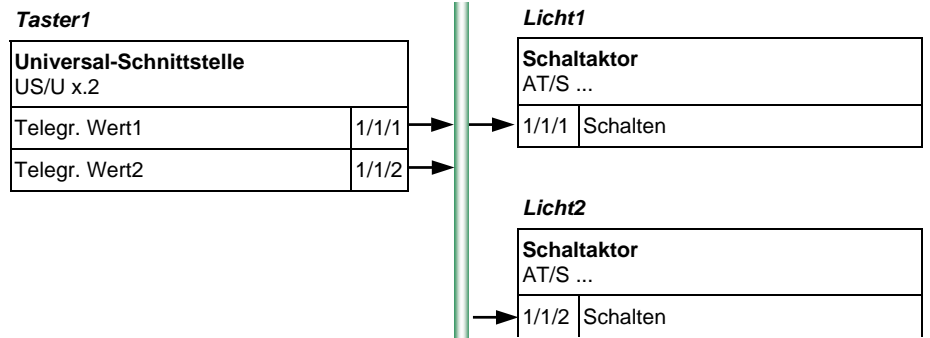 Taster1
Universal-Schnittstelle
US/U x.2
Telegr. Wert1 1/1/1
Telegr. Wert2 1/1/2
Licht1
Schaltaktor
AT/S ...
1/1/1 Schalten
Licht2
Schaltaktor
AT/S ...
1/1/2 Schalten